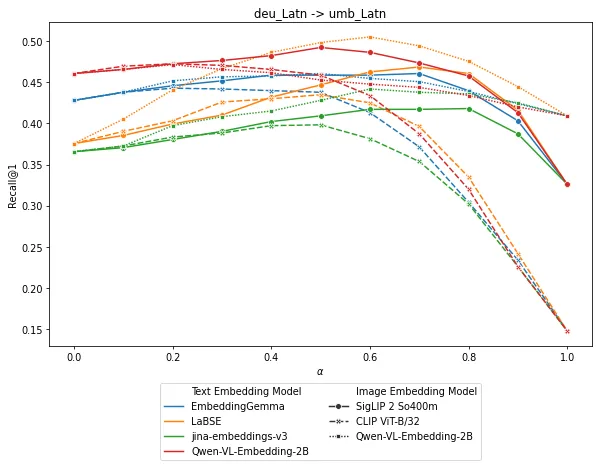 deu_Latn -> umb_Latn
Recall@1
0.50
0.45
0.40
0.35
0.30
0.25
0.20
0.15
0.0 0.2 0.4 0.6 0.8 1.0
α
Text Embedding Model
EmbeddingGemma
LaBSE
jina-embeddings-v3
Qwen-VL-Embedding-2B
Image Embedding Model
SigLIP 2 So400m
CLIP ViT-B/32
Qwen-VL-Embedding-2B